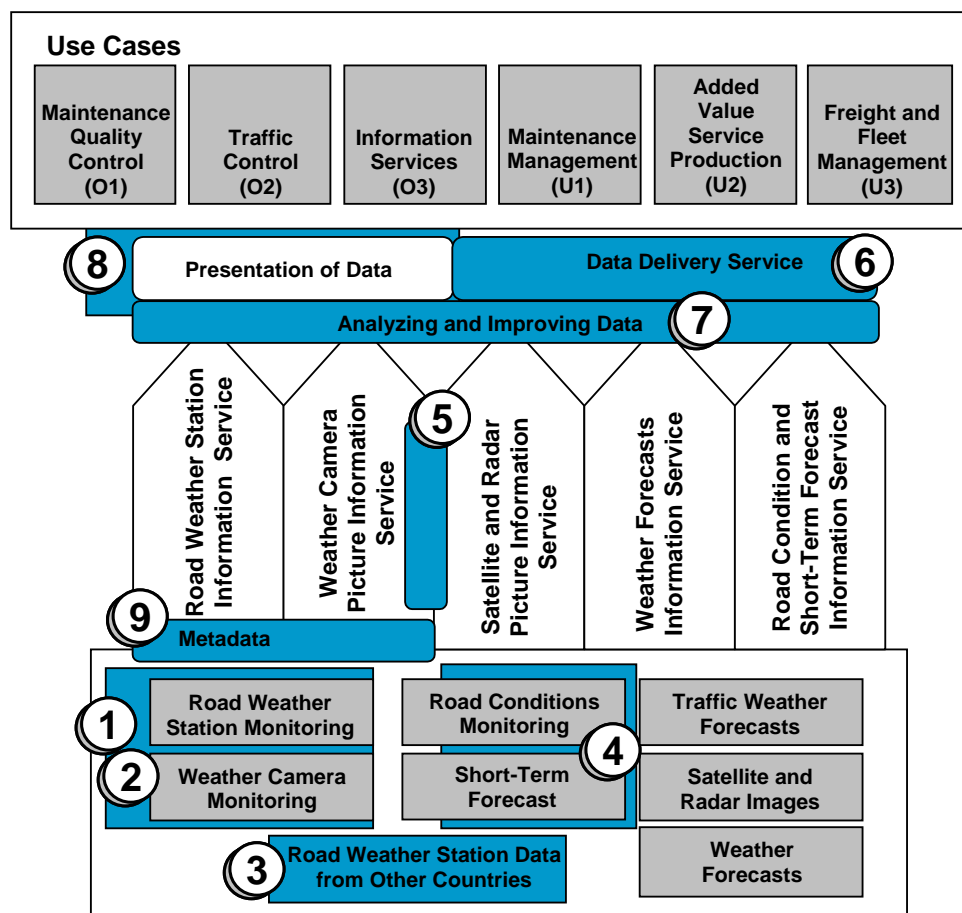 Use Cases
Maintenance
Quality
Control
(O1)
Traffic
Control
(O2)
Information
Services
(O3)
Maintenance
Management
(U1)
Added
Value
Service
Production
(U2)
Freight and
Fleet
Management
(U3)
8
Presentation of Data
Data Delivery Service
6
Analyzing and Improving Data
7
Road Weather Station
Information Service
Weather Camera
Picture Information
Service
5
Satellite and Radar
Picture Information
Service
Weather Forecasts
Information Service
Road Condition and
Short-Term Forecast
Information Service
9
Metadata
1
Road Weather
Station Monitoring
Road Conditions
Monitoring
Traffic Weather
Forecasts
2
Weather Camera
Monitoring
Short-Term
Forecast
4
Satellite and
Radar Images
3
Road Weather Station Data
from Other Countries
Weather
Forecasts